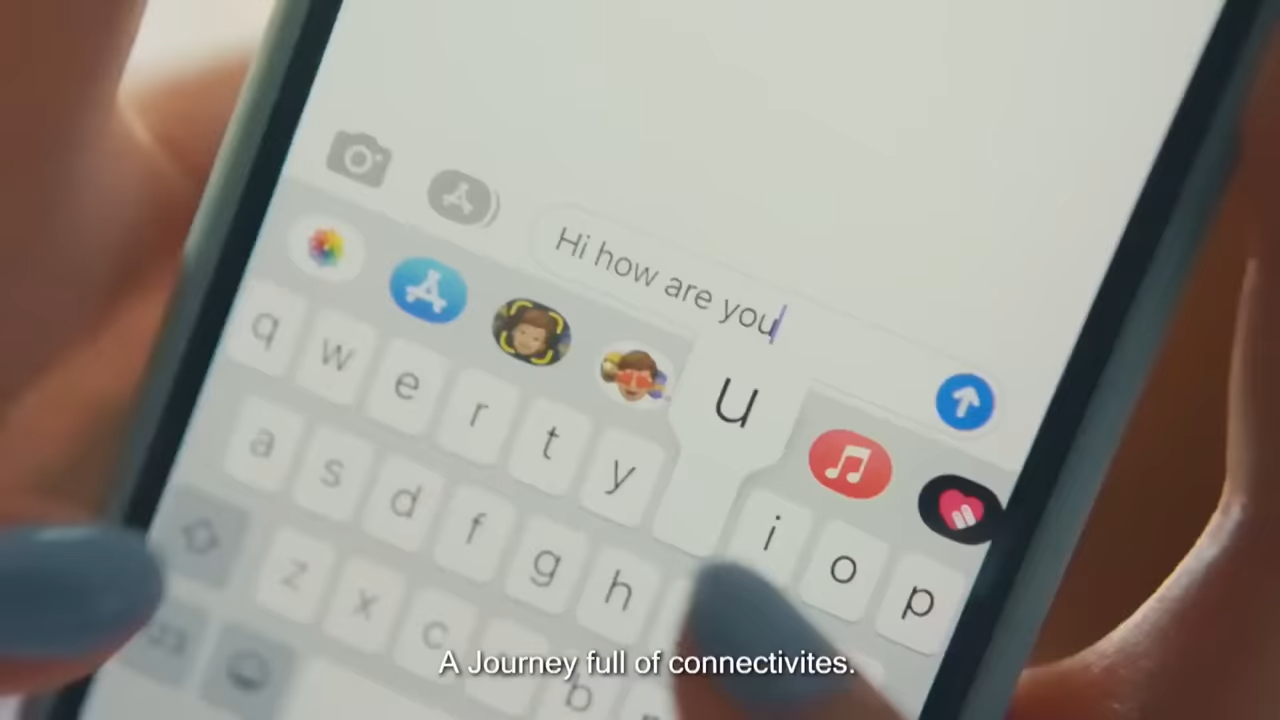 Hi how are you
u
q w e r t y i o p
a s d f g h
z x c b
A Journey full of connectivites.